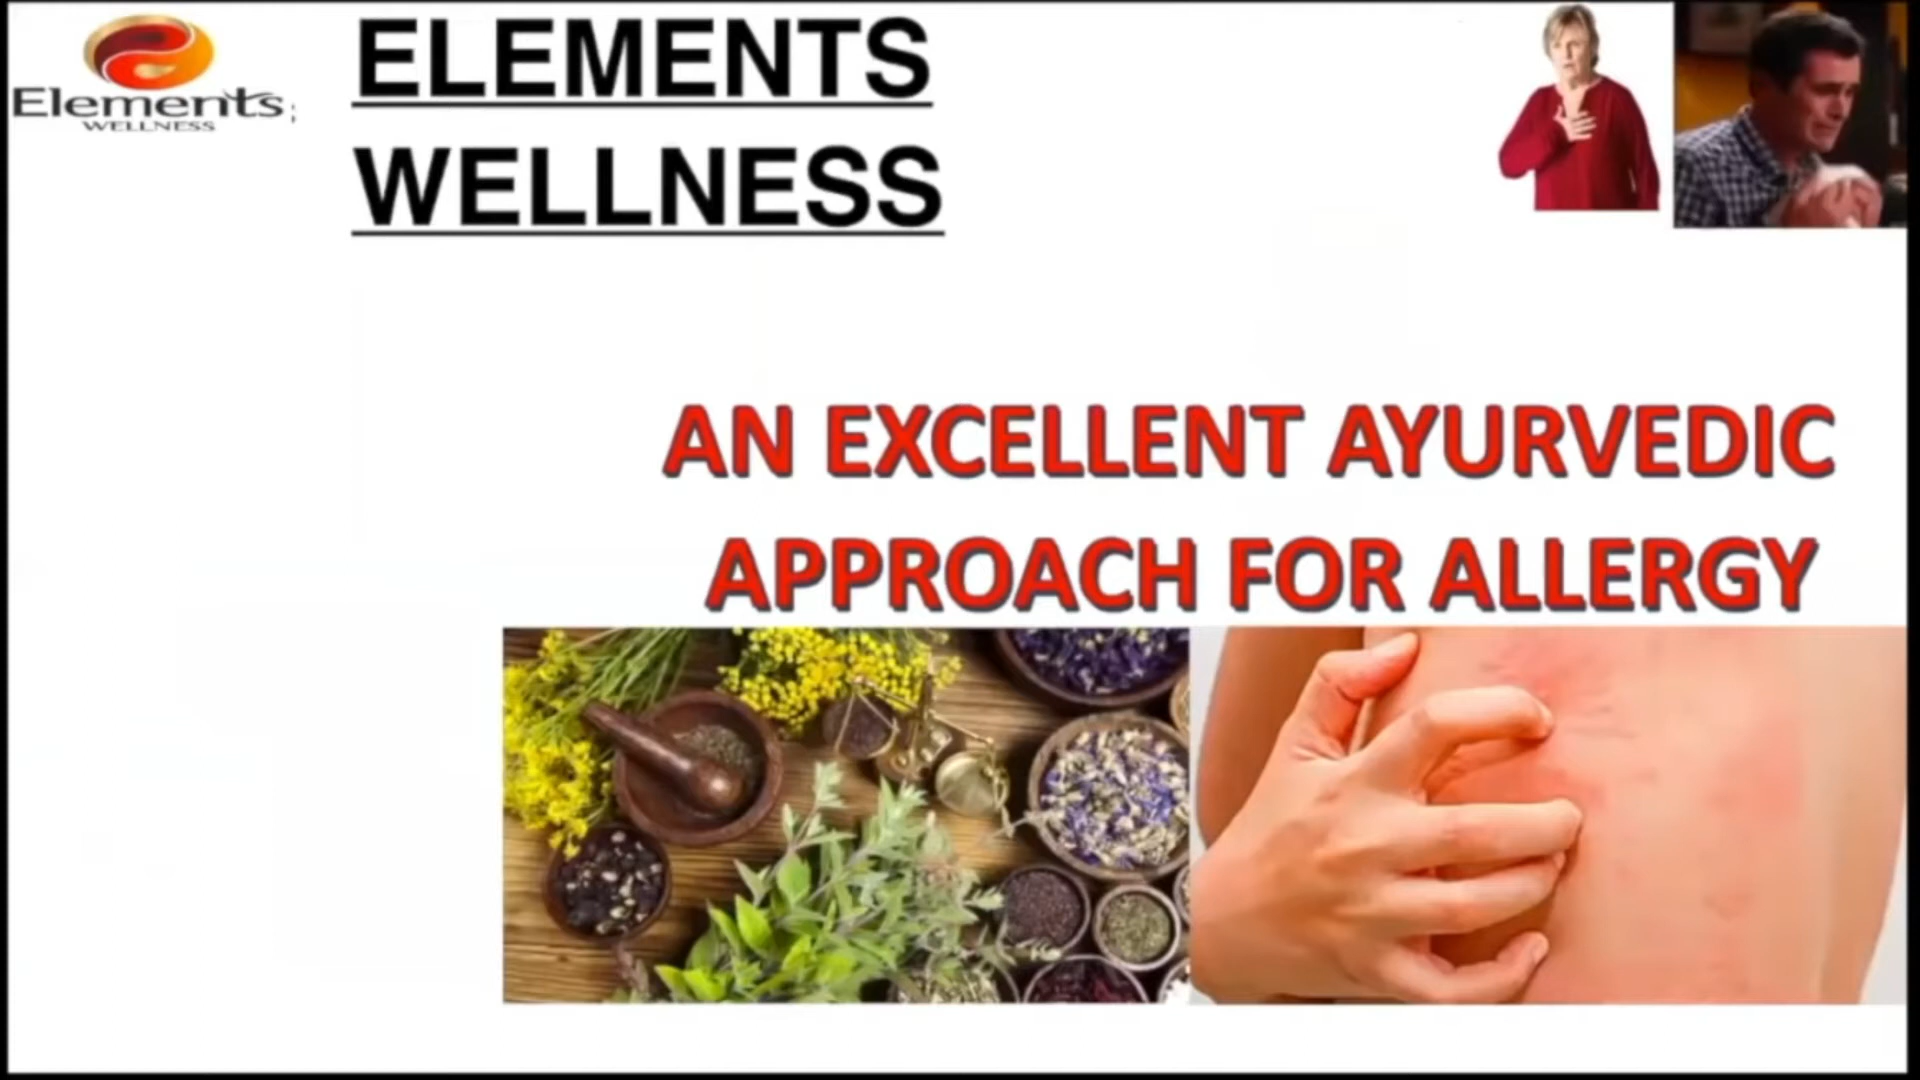 Elements
WELLNESS
ELEMENTS
WELLNESS
AN EXCELLENT AYURVEDIC
APPROACH FOR ALLERGY